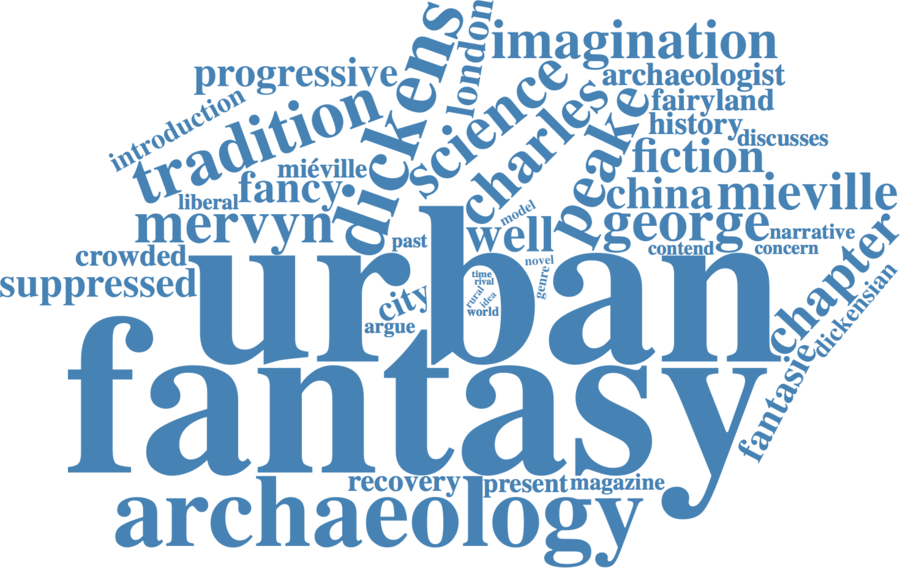 dickens
london
imagination
progressive
science
archaeologist
introduction
tradition
charles
peake
fairyland
history
discusses
miéville
fiction
liberal
fancy
china
mieville
mervyn
model
well
george
narrative
crowded
past
contend
concern
suppressed
urban
novel
genre
time
rival
rural
idea
world
city
argue
chapter
dickensian
fantasie
fantasy
recovery
present
magazine
archaeology